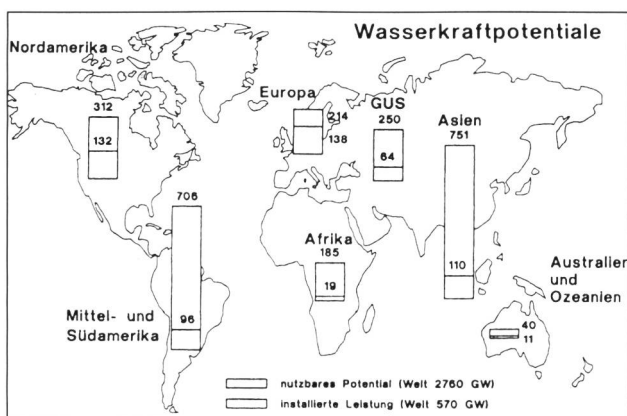 Wasserkraftpotentiale
Nordamerika
312
132
Europa
214
138
GUS
250
64
Asien
751
110
706
96
Mittel- und
Südamerika
Afrika
185
19
Australien
und
Ozeanien
40
11
nutzbares Potential (Welt 2760 GW)
installierte Leistung (Welt 570 GW)